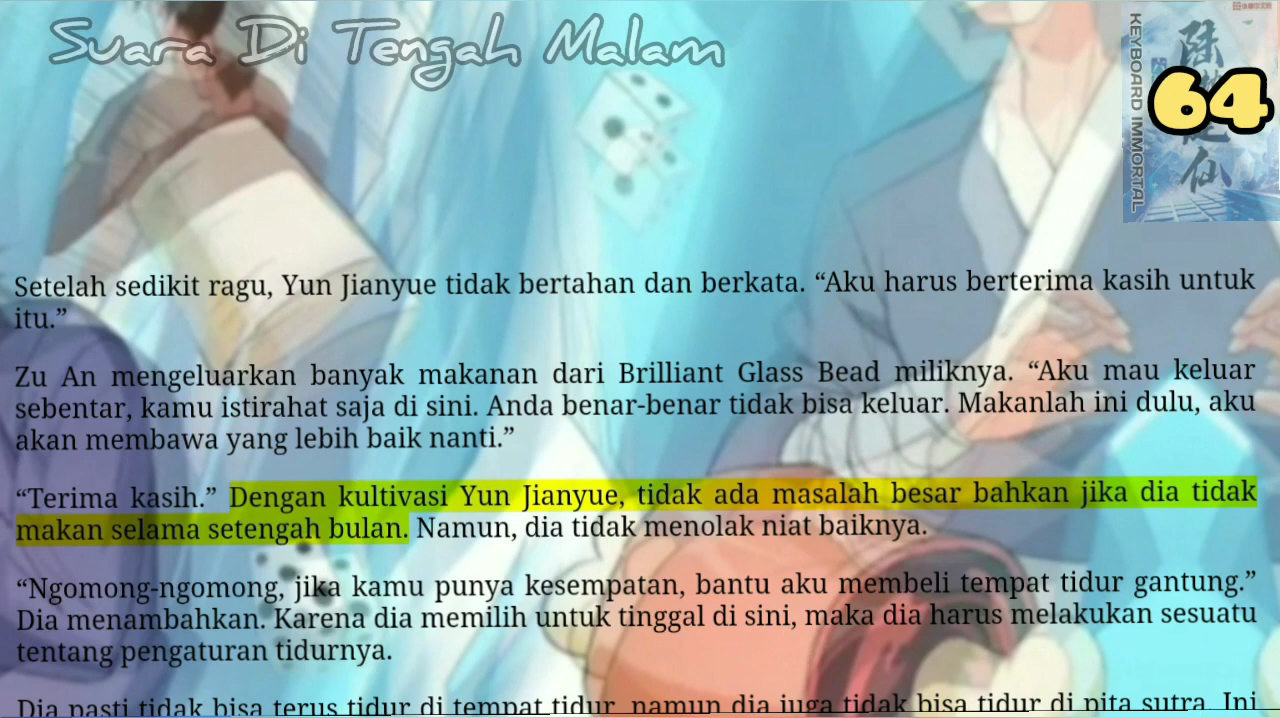 Suara Di Tengah Malam
KEYBOARD IMMORTAL
64
Setelah sedikit ragu, Yun Jianyue tidak bertahan dan berkata. “Aku harus berterima kasih untuk
itu.”
Zu An mengeluarkan banyak makanan dari Brilliant Glass Bead miliknya. “Aku mau keluar
sebentar, kamu istirahat saja di sini. Anda benar-benar tidak bisa keluar. Makanlah ini dulu, aku
akan membawa yang lebih baik nanti.”
“Terima kasih.” Dengan kultivasi Yun Jianyue, tidak ada masalah besar bahkan jika dia tidak
makan selama setengah bulan. Namun, dia tidak menolak niat baiknya.
“Ngomong-ngomong, jika kamu punya kesempatan, bantu aku membeli tempat tidur gantung.”
Dia menambahkan. Karena dia memilih untuk tinggal di sini, maka dia harus melakukan sesuatu
tentang pengaturan tidurnya.
Dia pasti tidak bisa terus tidur di tempat tidur, namun dia juga tidak bisa tidur di pita sutra. Ini